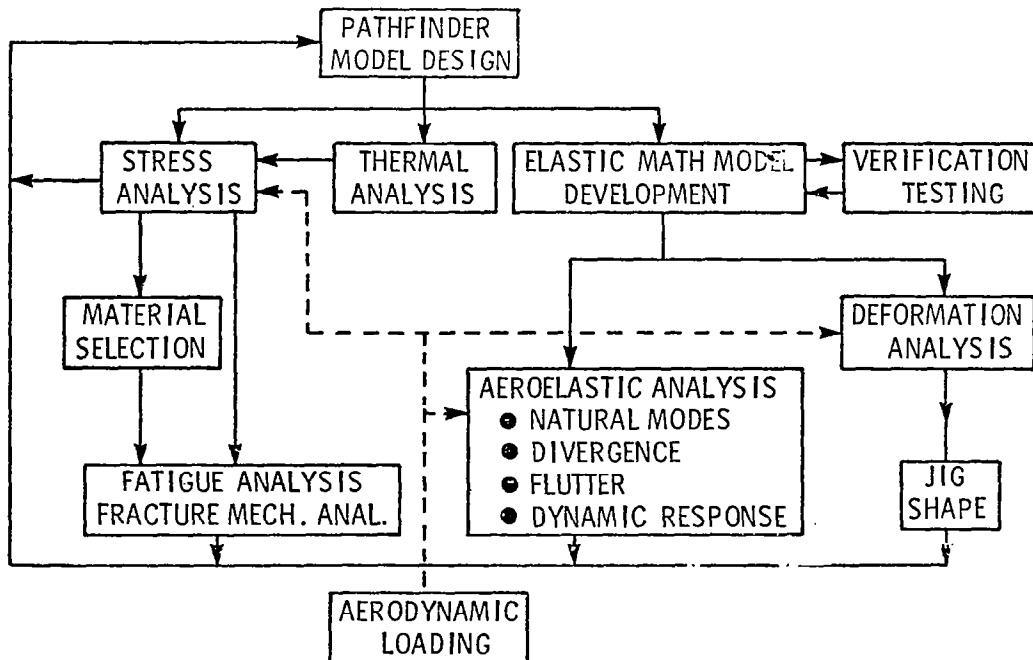 PATHFINDER
MODEL DESIGN
STRESS
ANALYSIS
THERMAL
ANALYSIS
ELASTIC MATH MODEL
DEVELOPMENT
VERIFICATION
TESTING
MATERIAL
SELECTION
DEFORMATION
ANALYSIS
AEROELASTIC ANALYSIS
● NATURAL MODES
● DIVERGENCE
● FLUTTER
● DYNAMIC RESPONSE
FATIGUE ANALYSIS
FRACTURE MECH. ANAL.
JIG
SHAPE
AERODYNAMIC
LOADING